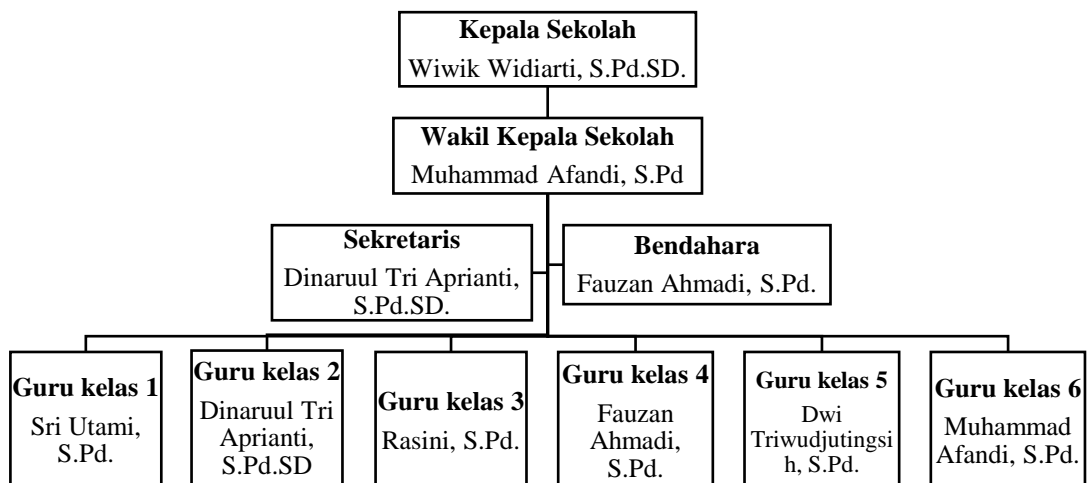 Kepala Sekolah
Wiwik Widiarti, S.Pd.SD.
Wakil Kepala Sekolah
Muhammad Afandi, S.Pd
Sekretaris
Dinaruul Tri Aprianti,
S.Pd.SD.
Bendahara
Fauzan Ahmadi, S.Pd.
Guru kelas 1
Sri Utami,
S.Pd.
Guru kelas 2
Dinaruul Tri
Aprianti,
S.Pd.SD
Guru kelas 3
Rasini, S.Pd.
Guru kelas 4
Fauzan
Ahmadi,
S.Pd.
Guru kelas 5
Dwi
Triwudjutingsi
h, S.Pd.
Guru kelas 6
Muhammad
Afandi, S.Pd.